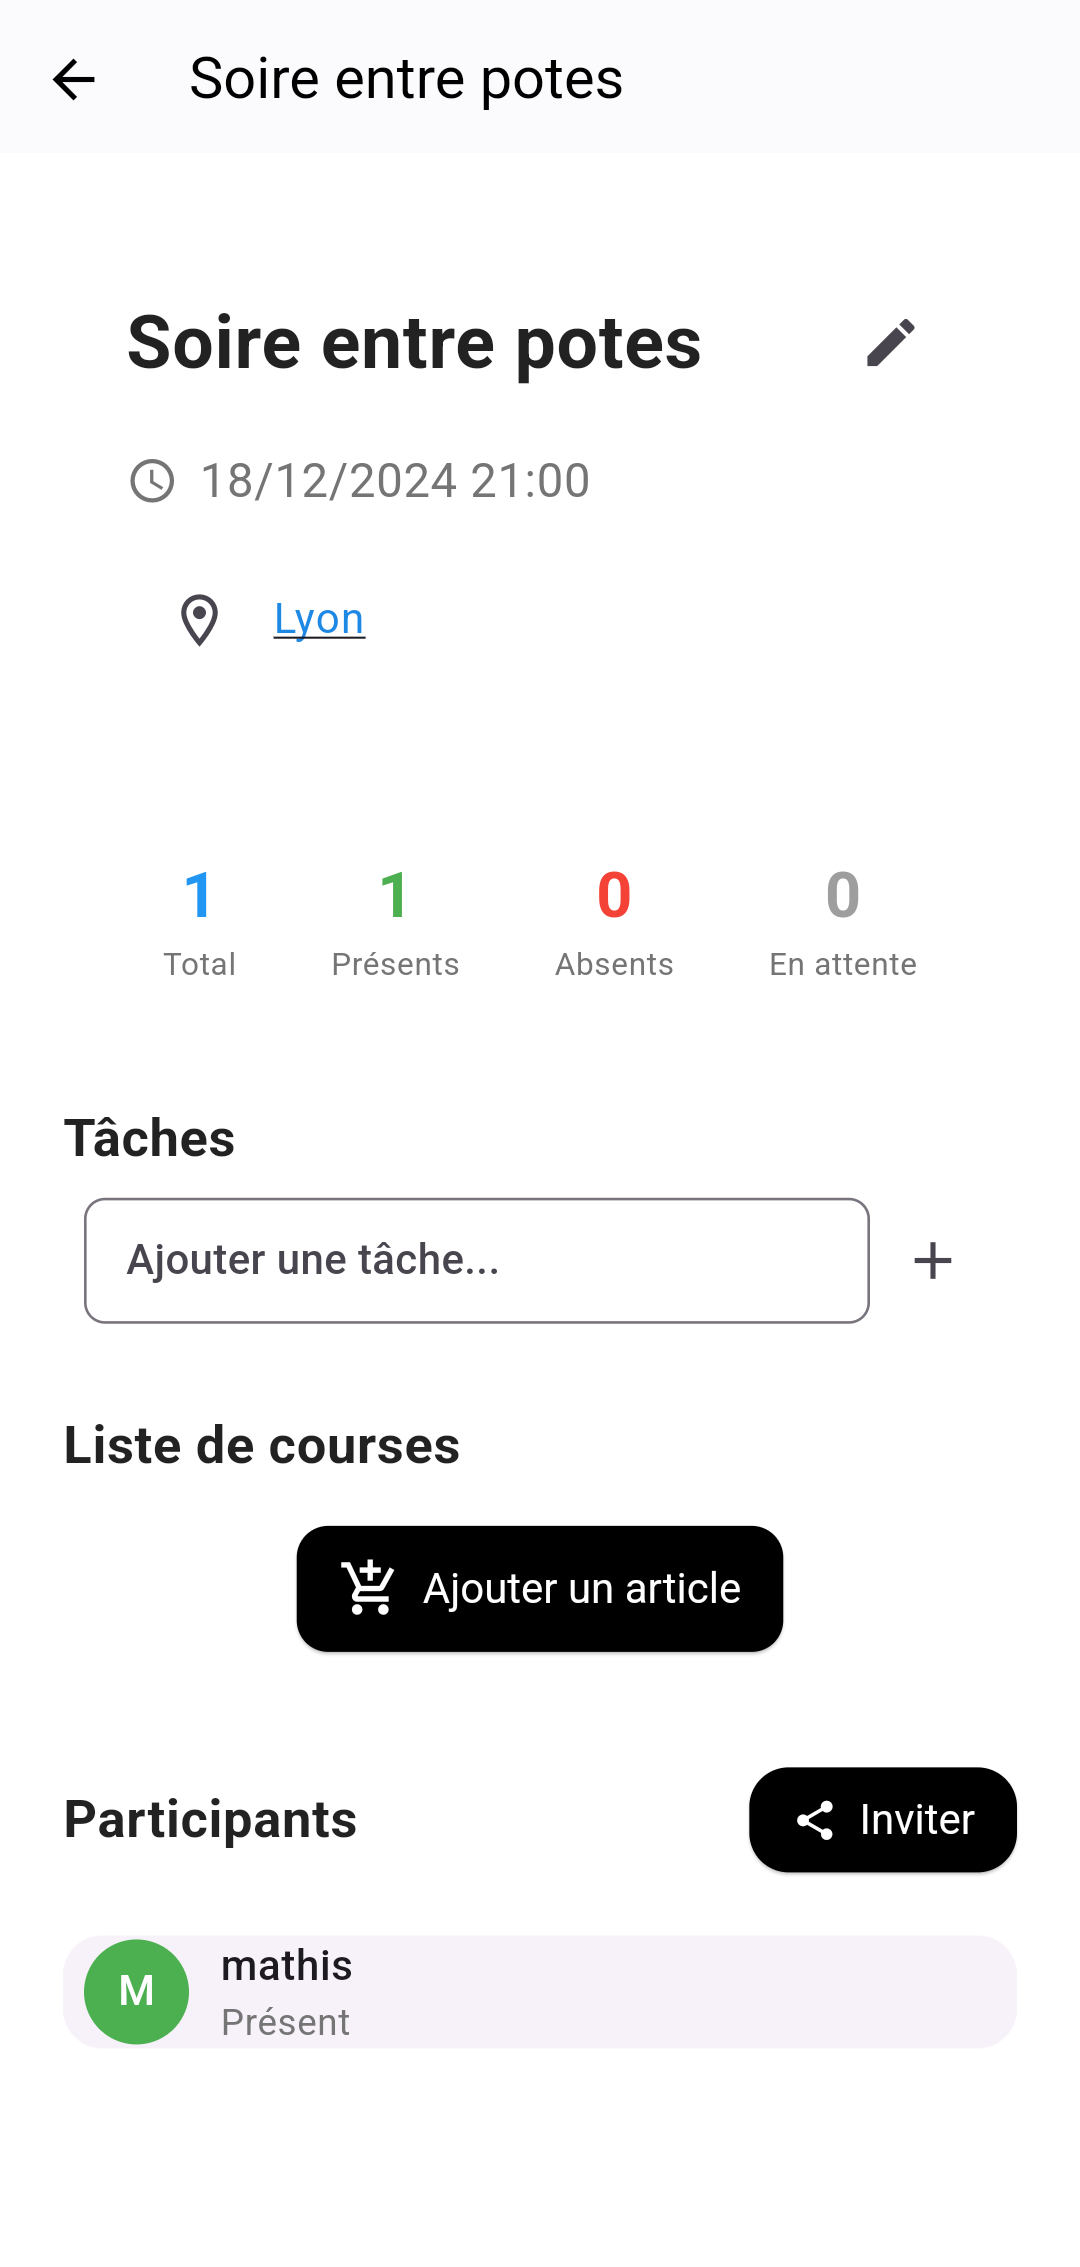 Soire entre potes
Soire entre potes
18/12/2024 21:00
Lyon
1 1 0 0
Total Présents Absents En attente
Tâches
Ajouter une tâche...
Liste de courses
Ajouter un article
Participants
Inviter
M
mathis
Présent